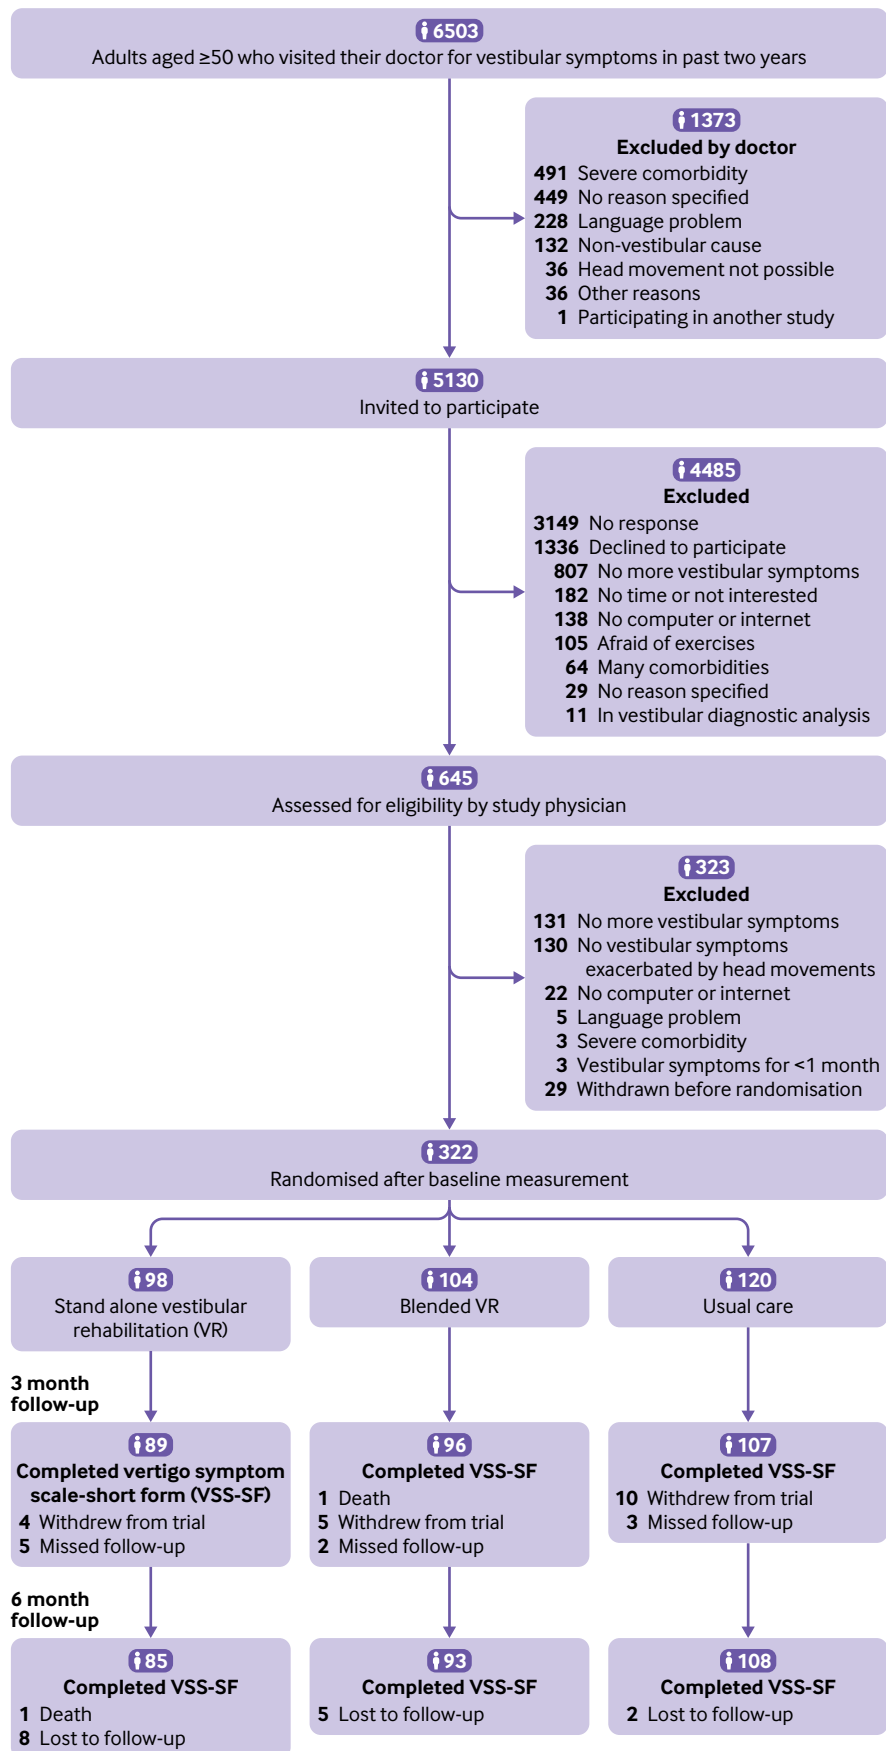 6503
Adults aged ≥50 who visited their doctor for vestibular symptoms in past two years
1373
Excluded by doctor
491 Severe comorbidity
449 No reason specified
228 Language problem
132 Non-vestibular cause
36 Head movement not possible
36 Other reasons
1 Participating in another study
5130
Invited to participate
4485
Excluded
3149 No response
1336 Declined to participate
807 No more vestibular symptoms
182 No time or not interested
138 No computer or internet
105 Afraid of exercises
64 Many comorbidities
29 No reason specified
11 In vestibular diagnostic analysis
645
Assessed for eligibility by study physician
323
Excluded
131 No more vestibular symptoms
130 No vestibular symptoms
exacerbated by head movements
22 No computer or internet
5 Language problem
3 Severe comorbidity
3 Vestibular symptoms for <1 month
29 Withdrawn before randomisation
322
Randomised after baseline measurement
98
Stand alone vestibular
rehabilitation (VR)
104
Blended VR
120
Usual care
3 month
follow-up
89
Completed vertigo symptom
scale-short form (VSS-SF)
4 Withdrew from trial
5 Missed follow-up
96
Completed VSS-SF
1 Death
5 Withdrew from trial
2 Missed follow-up
107
Completed VSS-SF
10 Withdrew from trial
3 Missed follow-up
6 month
follow-up
85
Completed VSS-SF
1 Death
8 Lost to follow-up
93
Completed VSS-SF
5 Lost to follow-up
108
Completed VSS-SF
2 Lost to follow-up